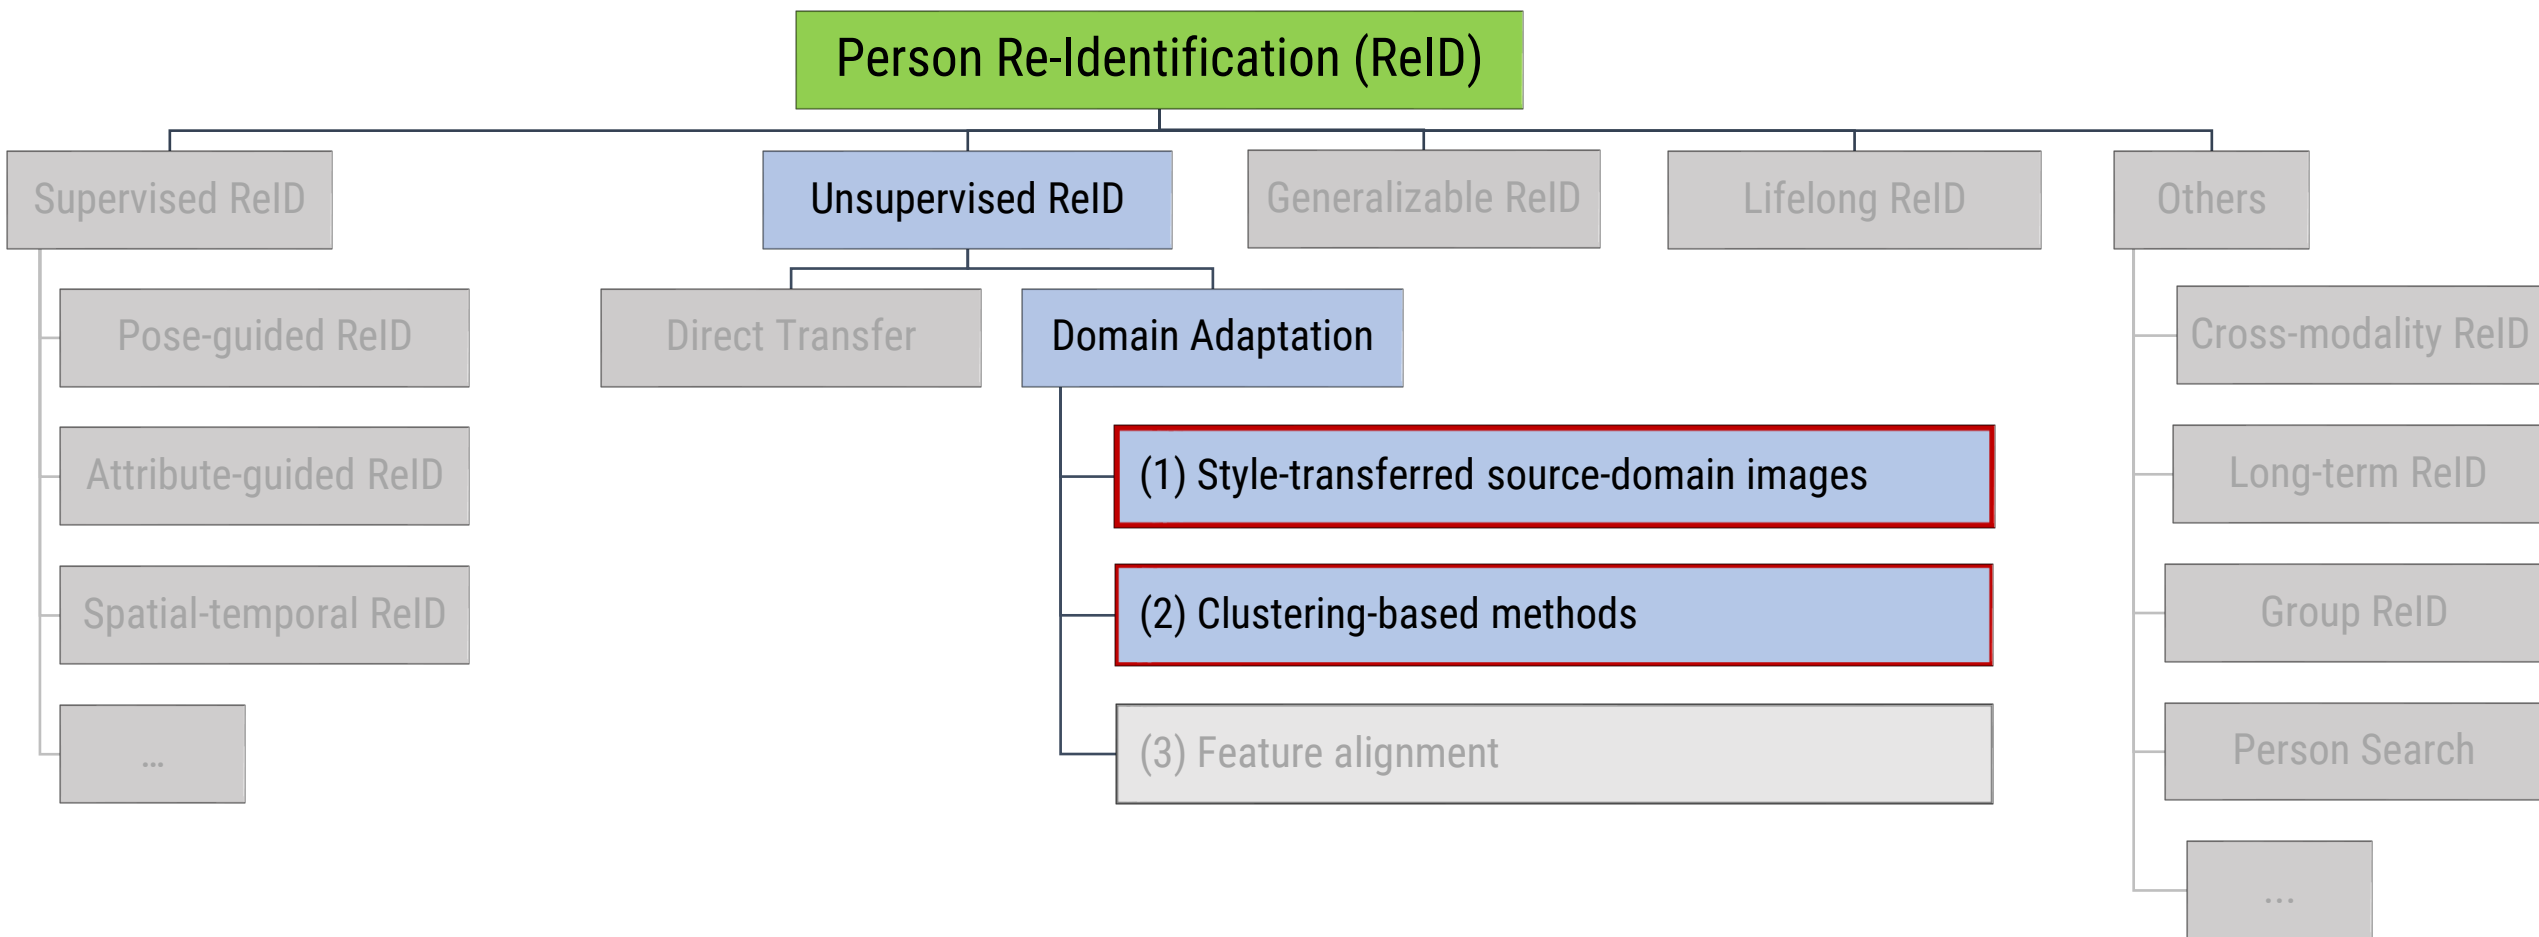 Person Re-Identification (ReID)
Supervised ReID
Unsupervised ReID
Generalizable ReID
Lifelong ReID
Others
Pose-guided ReID
Direct Transfer
Domain Adaptation
Cross-modality ReID
Attribute-guided ReID
(1) Style-transferred source-domain images
Long-term ReID
Spatial-temporal ReID
(2) Clustering-based methods
Group ReID
...
(3) Feature alignment
Person Search
...